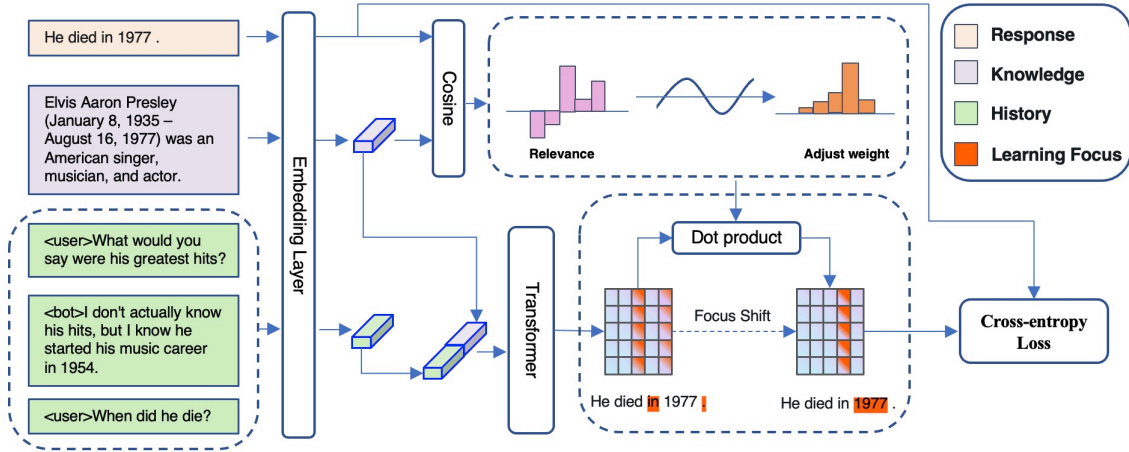 He died in 1977 .
Elvis Aaron Presley
(January 8, 1935 –
August 16, 1977) was an
American singer,
musician, and actor.
<user>What would you
say were his greatest hits?
<bot>I don't actually know
his hits, but I know he
started his music career
in 1954.
<user>When did he die?
Embedding Layer
Cosine
Relevance
Adjust weight
Transformer
Dot product
Focus Shift
He died in 1977 .
He died in 1977 .
Cross-entropy
Loss
Response
Knowledge
History
Learning Focus